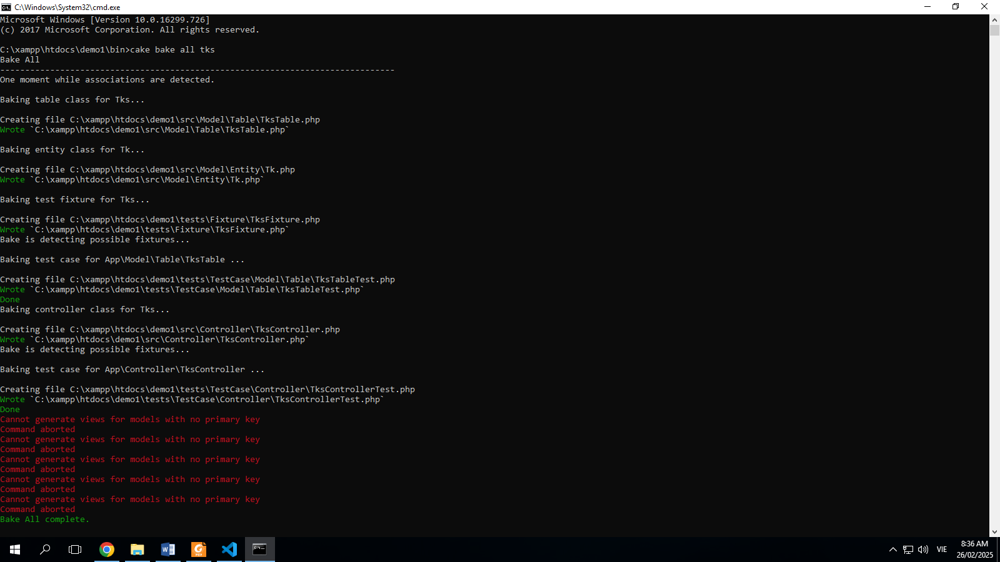 C:\Windows\System32\cmd.exe
Microsoft Windows [Version 10.0.16299.726]
(c) 2017 Microsoft Corporation. All rights reserved.
C:\xampp\htdocs\demo1\bin>cake bake all tks
Bake All
-------------------------------------------------------------------------------
One moment while associations are detected.
Baking table class for Tks...
Creating file C:\xampp\htdocs\demo1\src\Model\Table\TksTable.php
Wrote `C:\xampp\htdocs\demo1\src\Model\Table\TksTable.php`
Baking entity class for Tk...
Creating file C:\xampp\htdocs\demo1\src\Model\Entity\Tk.php
Wrote `C:\xampp\htdocs\demo1\src\Model\Entity\Tk.php`
Baking test fixture for Tks...
Creating file C:\xampp\htdocs\demo1\tests\Fixture\TksFixture.php
Wrote `C:\xampp\htdocs\demo1\tests\Fixture\TksFixture.php`
Bake is detecting possible fixtures...
Baking test case for App\Model\Table\TksTable ...
Creating file C:\xampp\htdocs\demo1\tests\TestCase\Model\Table\TksTableTest.php
Wrote `C:\xampp\htdocs\demo1\tests\TestCase\Model\Table\TksTableTest.php`
Done
Baking controller class for Tks...
Creating file C:\xampp\htdocs\demo1\src\Controller\TksController.php
Wrote `C:\xampp\htdocs\demo1\src\Controller\TksController.php`
Bake is detecting possible fixtures...
Baking test case for App\Controller\TksController ...
Creating file C:\xampp\htdocs\demo1\tests\TestCase\Controller\TksControllerTest.php
Wrote `C:\xampp\htdocs\demo1\tests\TestCase\Controller\TksControllerTest.php`
Done
Cannot generate views for models with no primary key
Command aborted
Cannot generate views for models with no primary key
Command aborted
Cannot generate views for models with no primary key
Command aborted
Cannot generate views for models with no primary key
Command aborted
Cannot generate views for models with no primary key
Command aborted
Bake All complete.
VIE
8:36 AM
26/02/2025